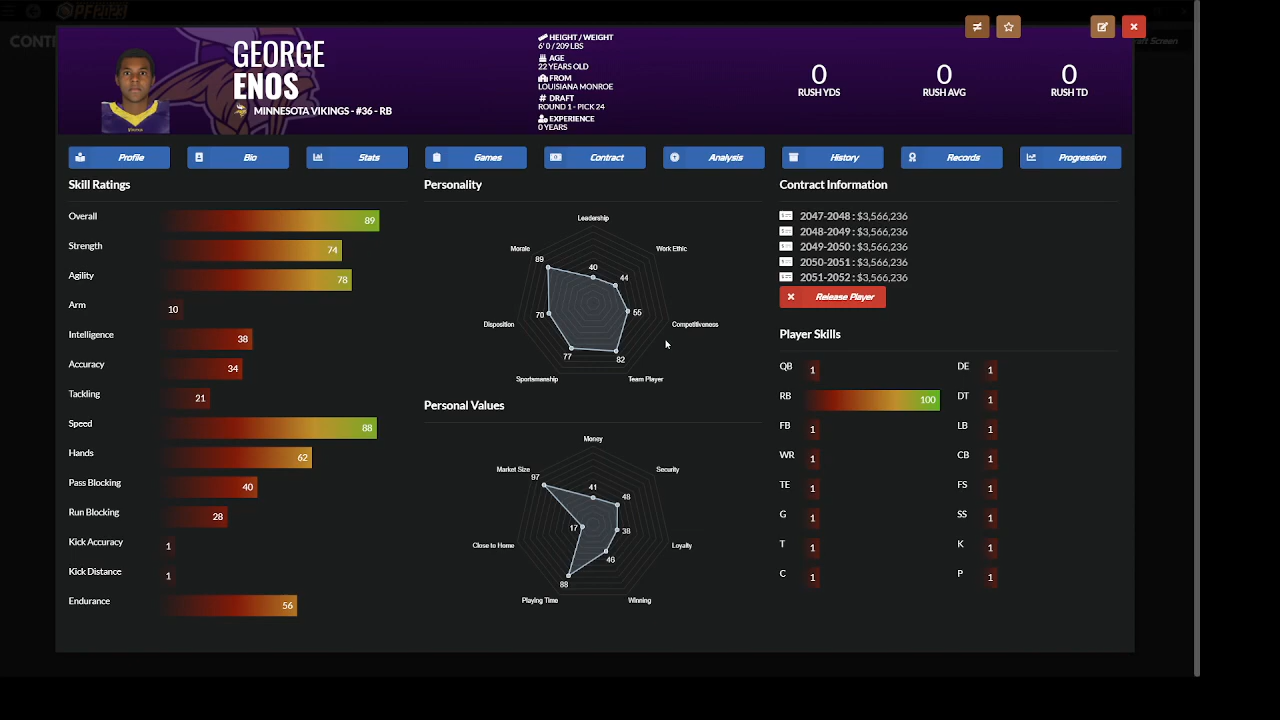 PF2023
CONT
ft Screen
GEORGE
ENOS
MINNESOTA VIKINGS - #36 - RB
HEIGHT / WEIGHT
6' 0 / 209 LBS
AGE
22 YEARS OLD
FROM
LOUISIANA MONROE
DRAFT
ROUND 1 - PICK 24
EXPERIENCE
0 YEARS
0
RUSH YDS
0
RUSH AVG
0
RUSH TD
Profile
Bio
Stats
Games
Contract
Analysis
History
Records
Progression
Skill Ratings
Overall 89
Strength 74
Agility 78
Arm 10
Intelligence 38
Accuracy 34
Tackling 21
Speed 88
Hands 62
Pass Blocking 40
Run Blocking 28
Kick Accuracy 1
Kick Distance 1
Endurance 56
Personality
Leadership 40
Work Ethic 44
Competitiveness 55
Team Player 82
Sportsmanship 77
Disposition 70
Morale 89
Personal Values
Money 41
Security 48
Loyalty 38
Winning 46
Playing Time 88
Close to Home 17
Market Size 97
Contract Information
2047-2048 : $3,566,236
2048-2049 : $3,566,236
2049-2050 : $3,566,236
2050-2051 : $3,566,236
2051-2052 : $3,566,236
Release Player
Player Skills
QB 1
RB 100
FB 1
WR 1
TE 1
G 1
T 1
C 1
DE 1
DT 1
LB 1
CB 1
FS 1
SS 1
K 1
P 1